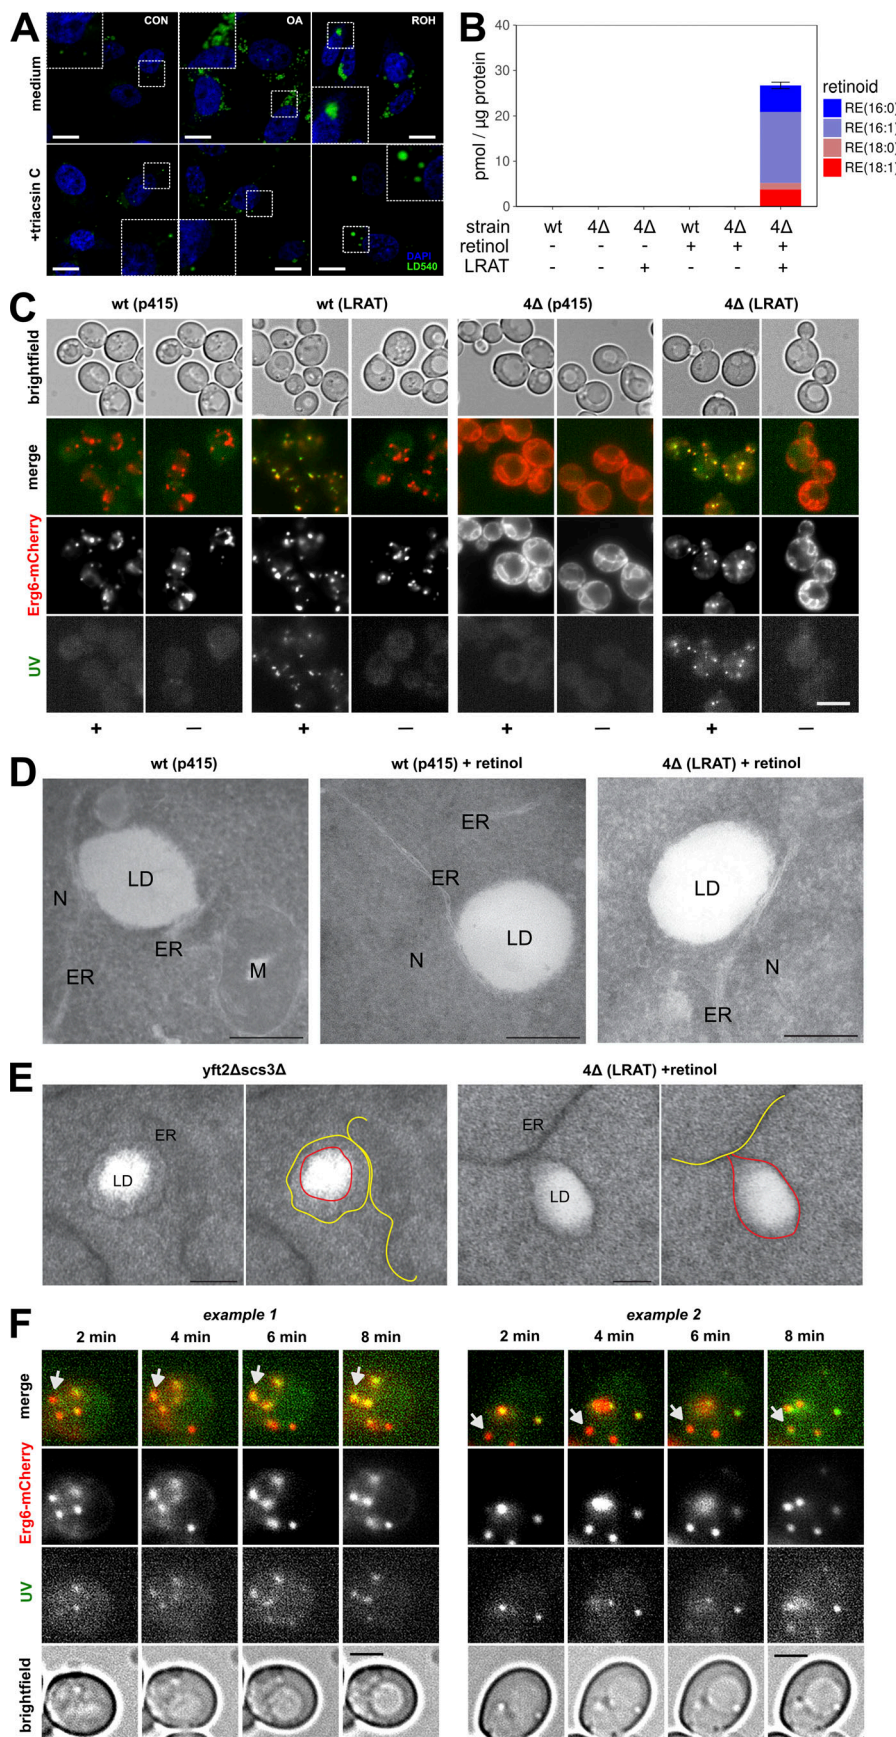 A
CON
OA
ROH
medium
+triacsin C
DAPI
LD540
B
pmol / µg protein
40
30
20
10
0
retinoid
RE(16:0)
RE(16:1)
RE(18:0)
RE(18:1)
strain wt 4Δ 4Δ wt 4Δ 4Δ
retinol - - - + + +
LRAT - - + - - +
C
wt (p415) wt (LRAT) 4Δ (p415) 4Δ (LRAT)
brightfield
merge
Erg6-mCherry
UV
+ — + — + — + —
D
wt (p415) wt (p415) + retinol 4Δ (LRAT) + retinol
LD
N
ER
ER
M
ER
ER
LD
N
LD
N
ER
E
yft2Δscs3Δ 4Δ (LRAT) +retinol
ER
LD
ER
LD
F
example 1 example 2
2 min 4 min 6 min 8 min 2 min 4 min 6 min 8 min
merge
Erg6-mCherry
UV
brightfield